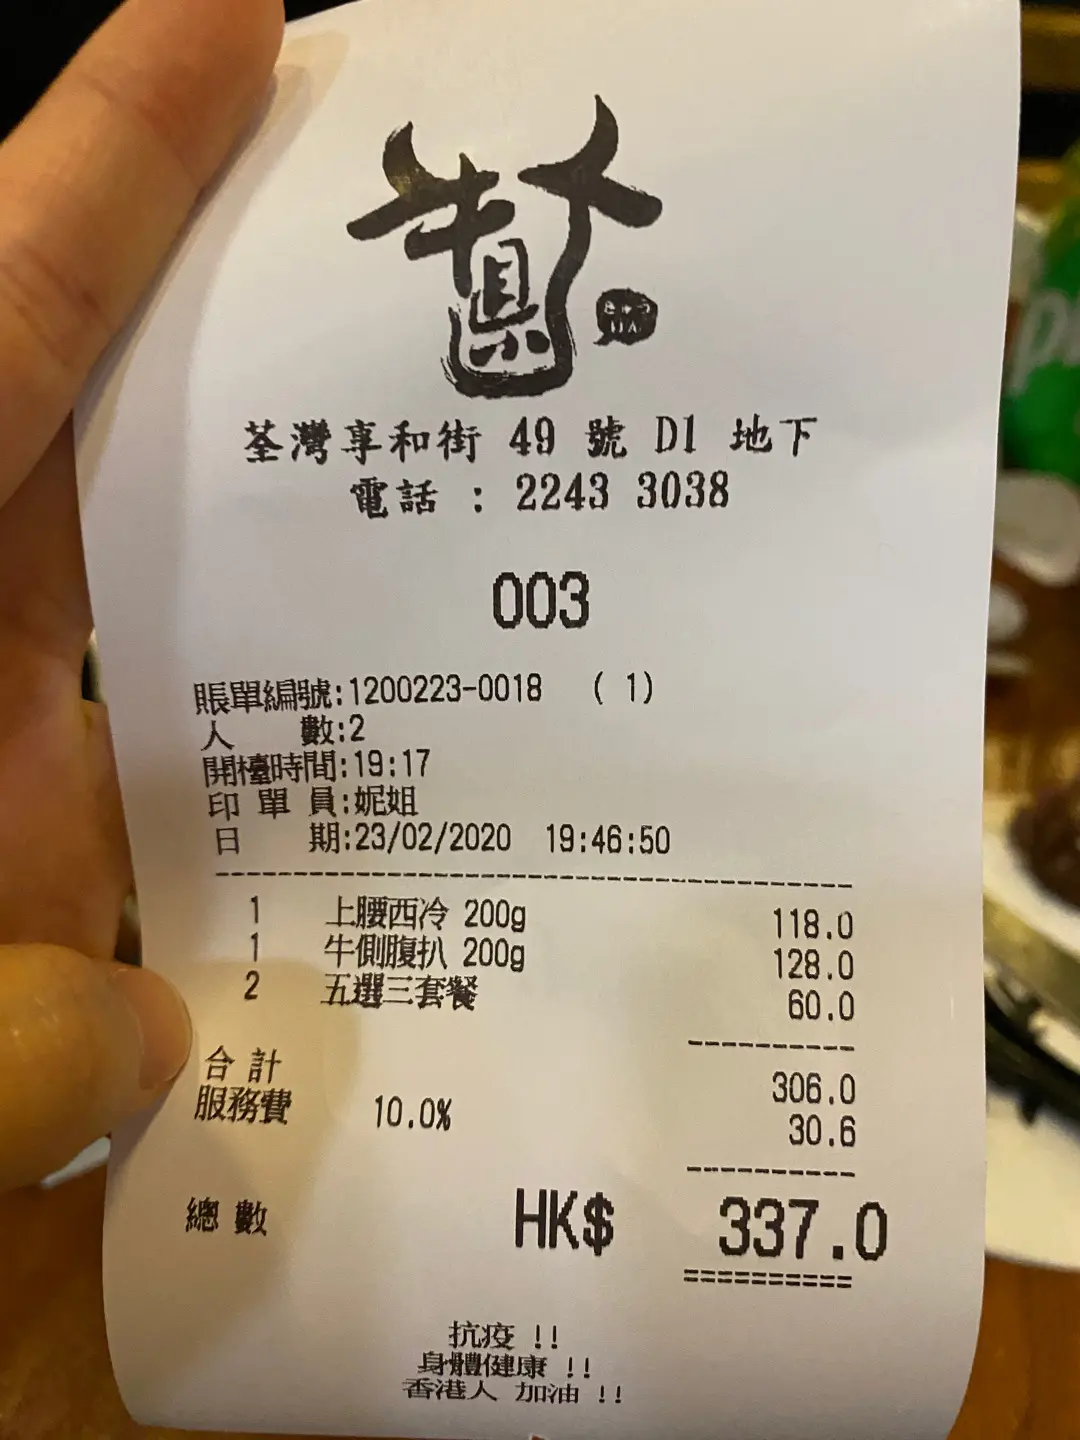 荃灣享和街 49 號 D1 地下
電話 : 2243 3038
003
賬單編號:1200223-0018 ( 1)
人 數:2
開檯時間:19:17
印 單 員:妮姐
日 期:23/02/2020 19:46:50
1 上腰西冷 200g 118.0
1 牛側腹扒 200g 128.0
2 五選三套餐 60.0
合 計 306.0
服務費 10.0% 30.6
總 數 HK$ 337.0
抗疫 !!
身體健康 !!
香港人 加油 !!